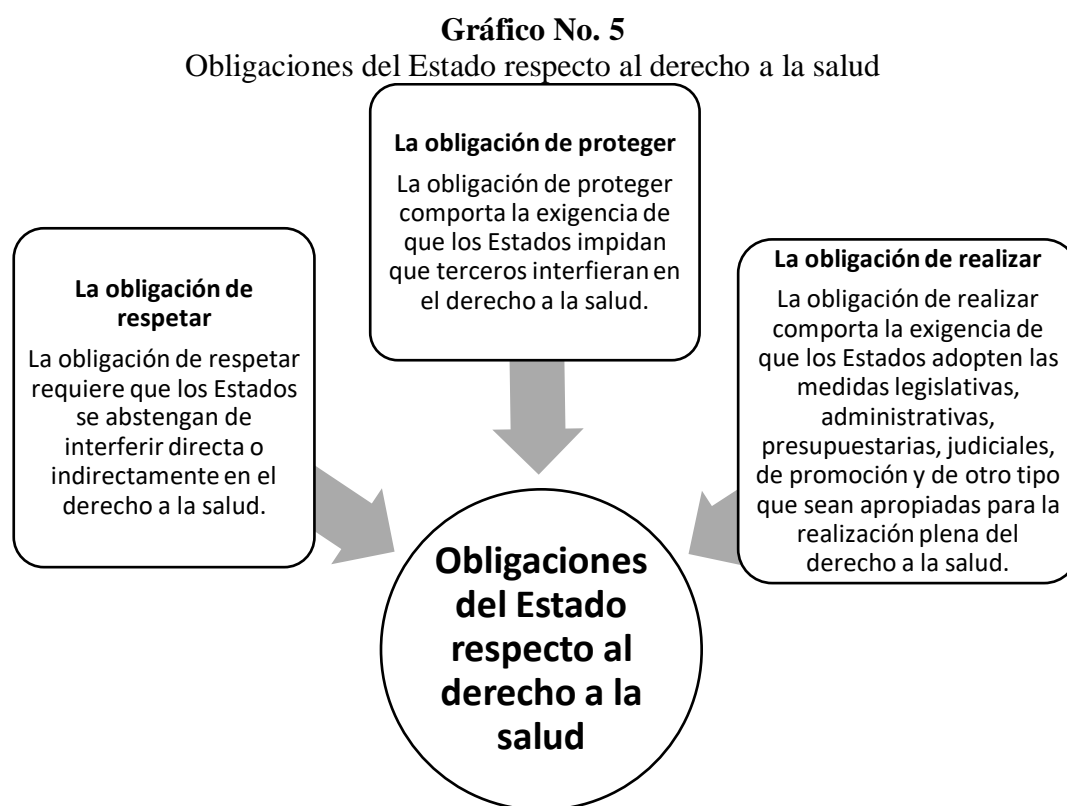 Gráfico No. 5
Obligaciones del Estado respecto al derecho a la salud
La obligación de
respetar
La obligación de respetar
requiere que los Estados
se abstengan de
interferir directa o
indirectamente en el
derecho a la salud.
La obligación de proteger
La obligación de proteger
comporta la exigencia de
que los Estados impidan
que terceros interfieran en
el derecho a la salud.
La obligación de realizar
La obligación de realizar
comporta la exigencia de
que los Estados adopten las
medidas legislativas,
administrativas,
presupuestarias, judiciales,
de promoción y de otro tipo
que sean apropiadas para la
realización plena del
derecho a la salud.
Obligaciones
del Estado
respecto al
derecho a la
salud